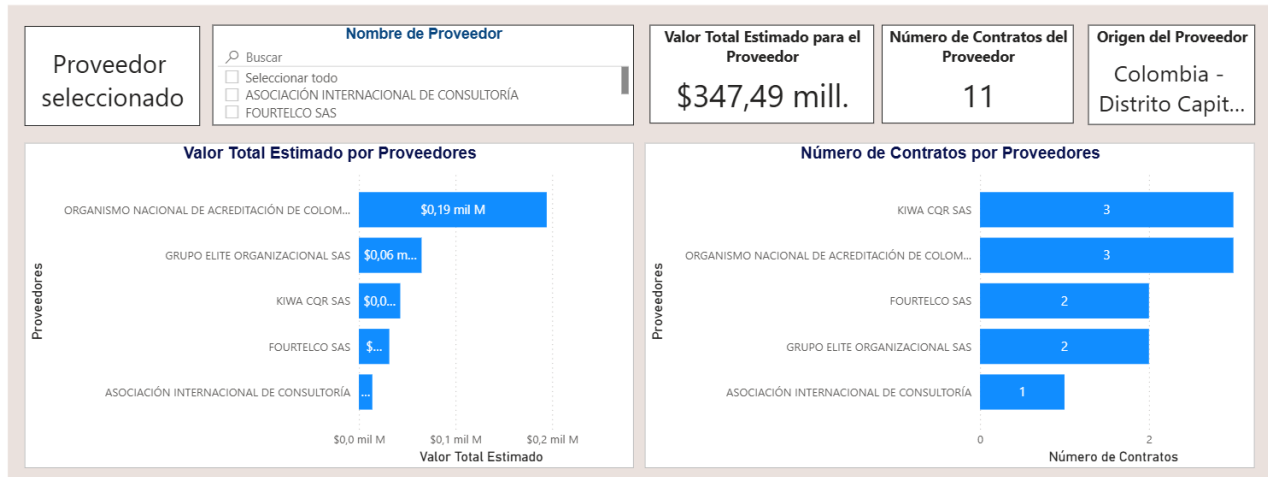 Proveedor
seleccionado
Nombre de Proveedor
Buscar
Seleccionar todo
ASOCIACIÓN INTERNACIONAL DE CONSULTORÍA
FOURTELCO SAS
Valor Total Estimado para el
Proveedor
$347,49 mill.
Número de Contratos del
Proveedor
11
Origen del Proveedor
Colombia -
Distrito Capit...
Valor Total Estimado por Proveedores
Proveedores
ORGANISMO NACIONAL DE ACREDITACIÓN DE COLOM...
$0,19 mil M
GRUPO ELITE ORGANIZACIONAL SAS
$0,06 m...
KIWA CQR SAS
$0,0...
FOURTELCO SAS
$...
ASOCIACIÓN INTERNACIONAL DE CONSULTORÍA
...
$0,0 mil M
$0,1 mil M
$0,2 mil M
Valor Total Estimado
Número de Contratos por Proveedores
Proveedores
KIWA CQR SAS
3
ORGANISMO NACIONAL DE ACREDITACIÓN DE COLOM...
3
FOURTELCO SAS
2
GRUPO ELITE ORGANIZACIONAL SAS
2
ASOCIACIÓN INTERNACIONAL DE CONSULTORÍA
1
0
2
Número de Contratos